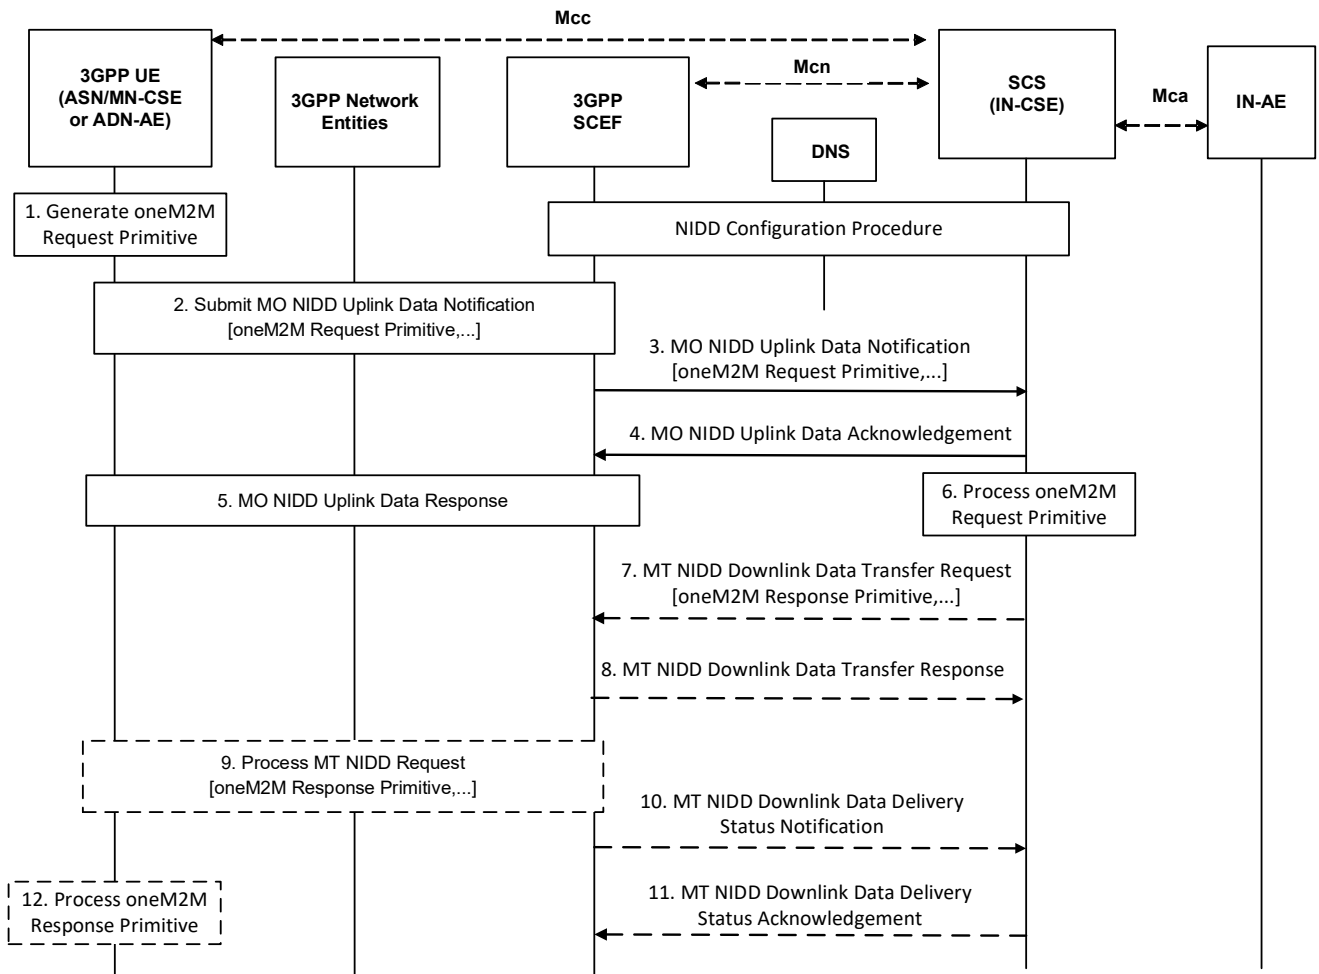 Mcc
3GPP UE
(ASN/MN-CSE
or ADN-AE)
3GPP Network
Entities
3GPP
SCEF
Mcn
DNS
SCS
(IN-CSE)
Mca
IN-AE
1. Generate oneM2M
Request Primitive
NIDD Configuration Procedure
2. Submit MO NIDD Uplink Data Notification
[oneM2M Request Primitive,...]
3. MO NIDD Uplink Data Notification
[oneM2M Request Primitive,...]
4. MO NIDD Uplink Data Acknowledgement
5. MO NIDD Uplink Data Response
6. Process oneM2M
Request Primitive
7. MT NIDD Downlink Data Transfer Request
[oneM2M Response Primitive,...]
8. MT NIDD Downlink Data Transfer Response
9. Process MT NIDD Request
[oneM2M Response Primitive,...]
10. MT NIDD Downlink Data Delivery
Status Notification
11. MT NIDD Downlink Data Delivery
Status Acknowledgement
12. Process oneM2M
Response Primitive